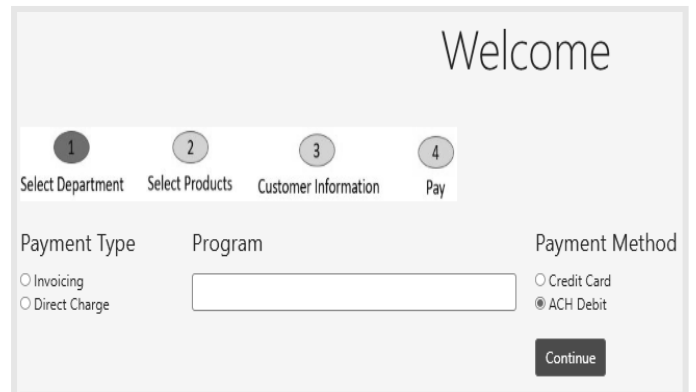 Welcome
1 2 3 4
Select Department Select Products Customer Information Pay
Payment Type Program Payment Method
Invoicing Credit Card
Direct Charge ACH Debit
Continue